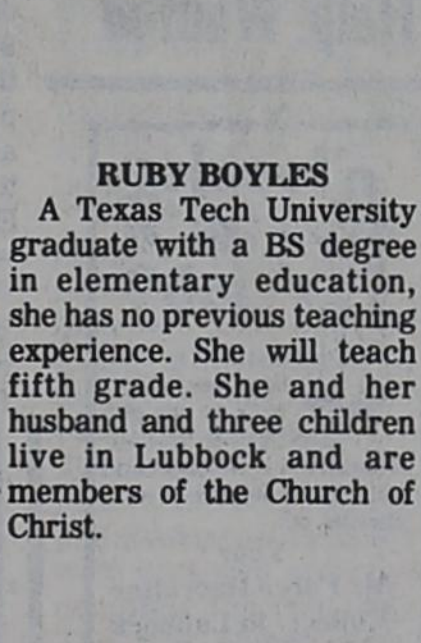 RUBY BOYLES
A Texas Tech University
graduate with a BS degree
in elementary education,
she has no previous teaching
experience. She will teach
fifth grade. She and her
husband and three children
live in Lubbock and are
members of the Church of
Christ.